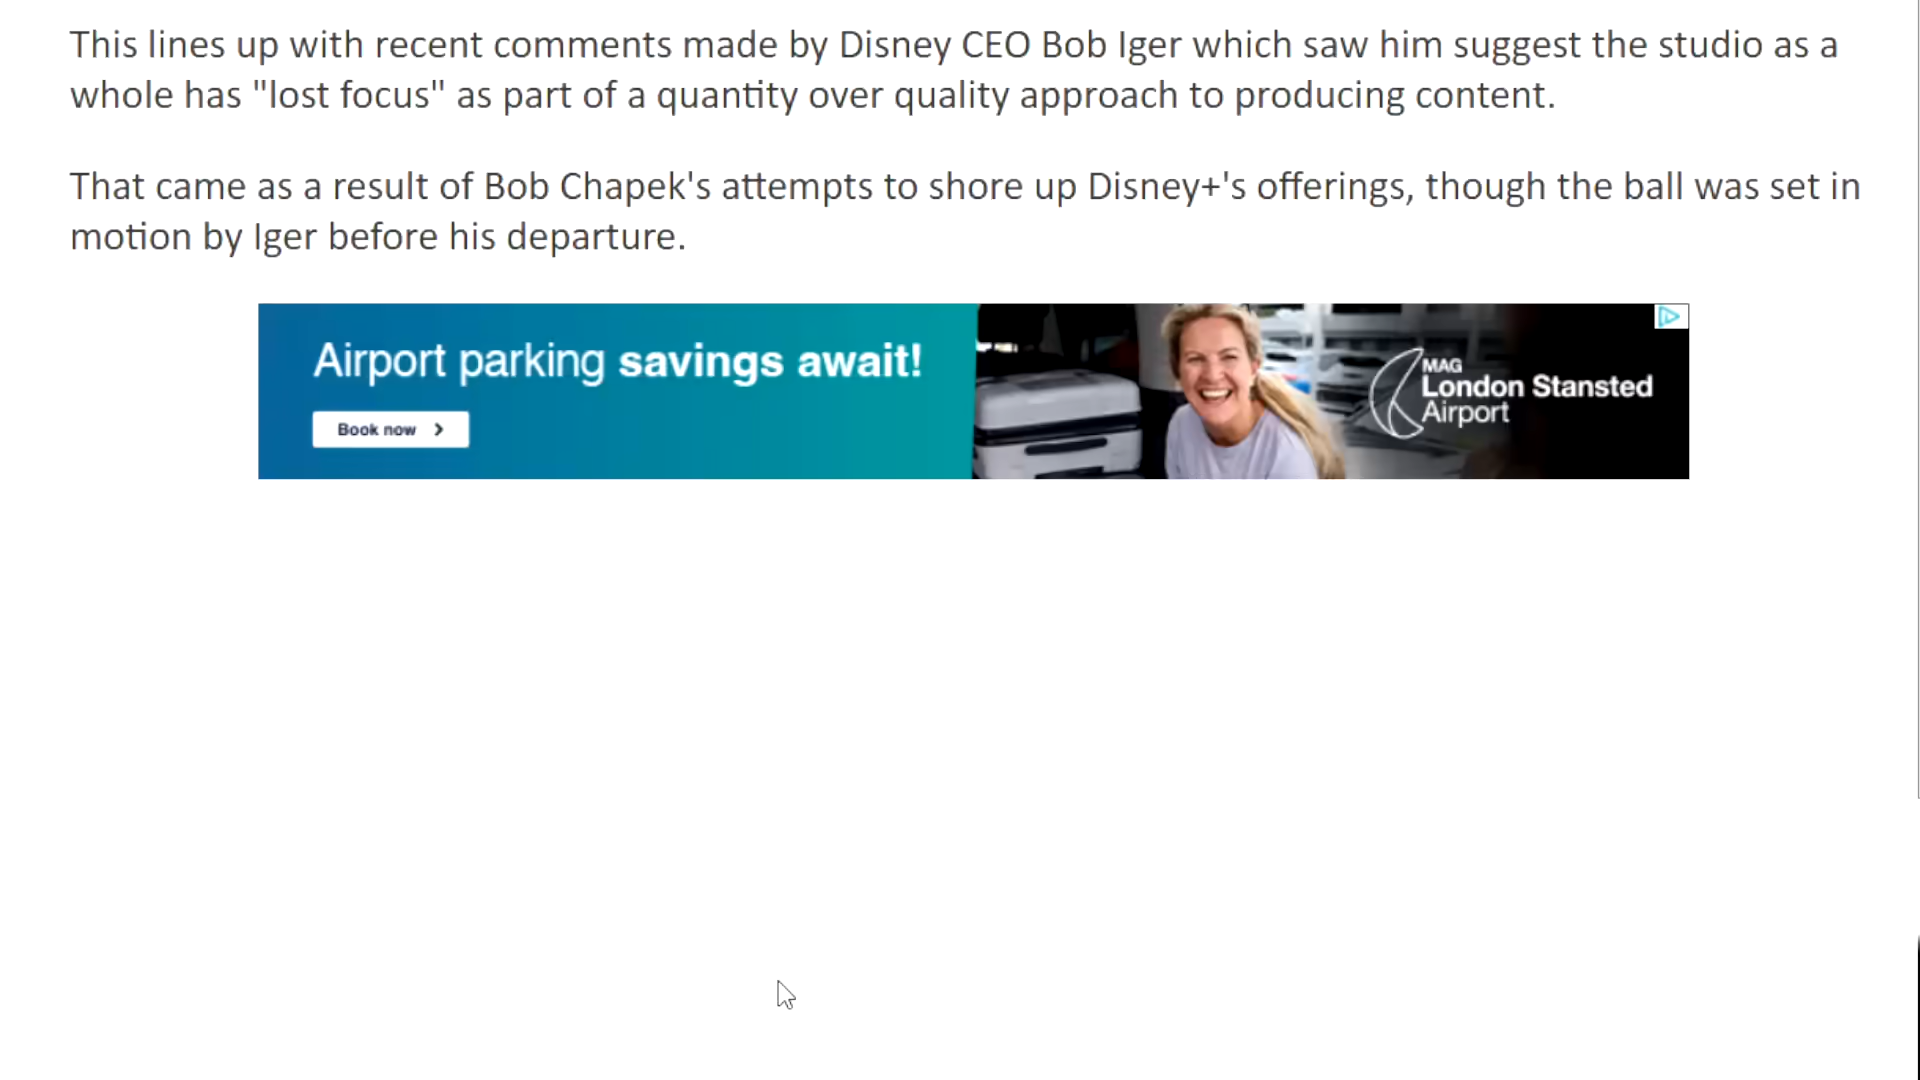 This lines up with recent comments made by Disney CEO Bob Iger which saw him suggest the studio as a
whole has "lost focus" as part of a quantity over quality approach to producing content.
That came as a result of Bob Chapek's attempts to shore up Disney+'s offerings, though the ball was set in
motion by Iger before his departure.
Airport parking savings await!
Book now
MAG
London Stansted
Airport